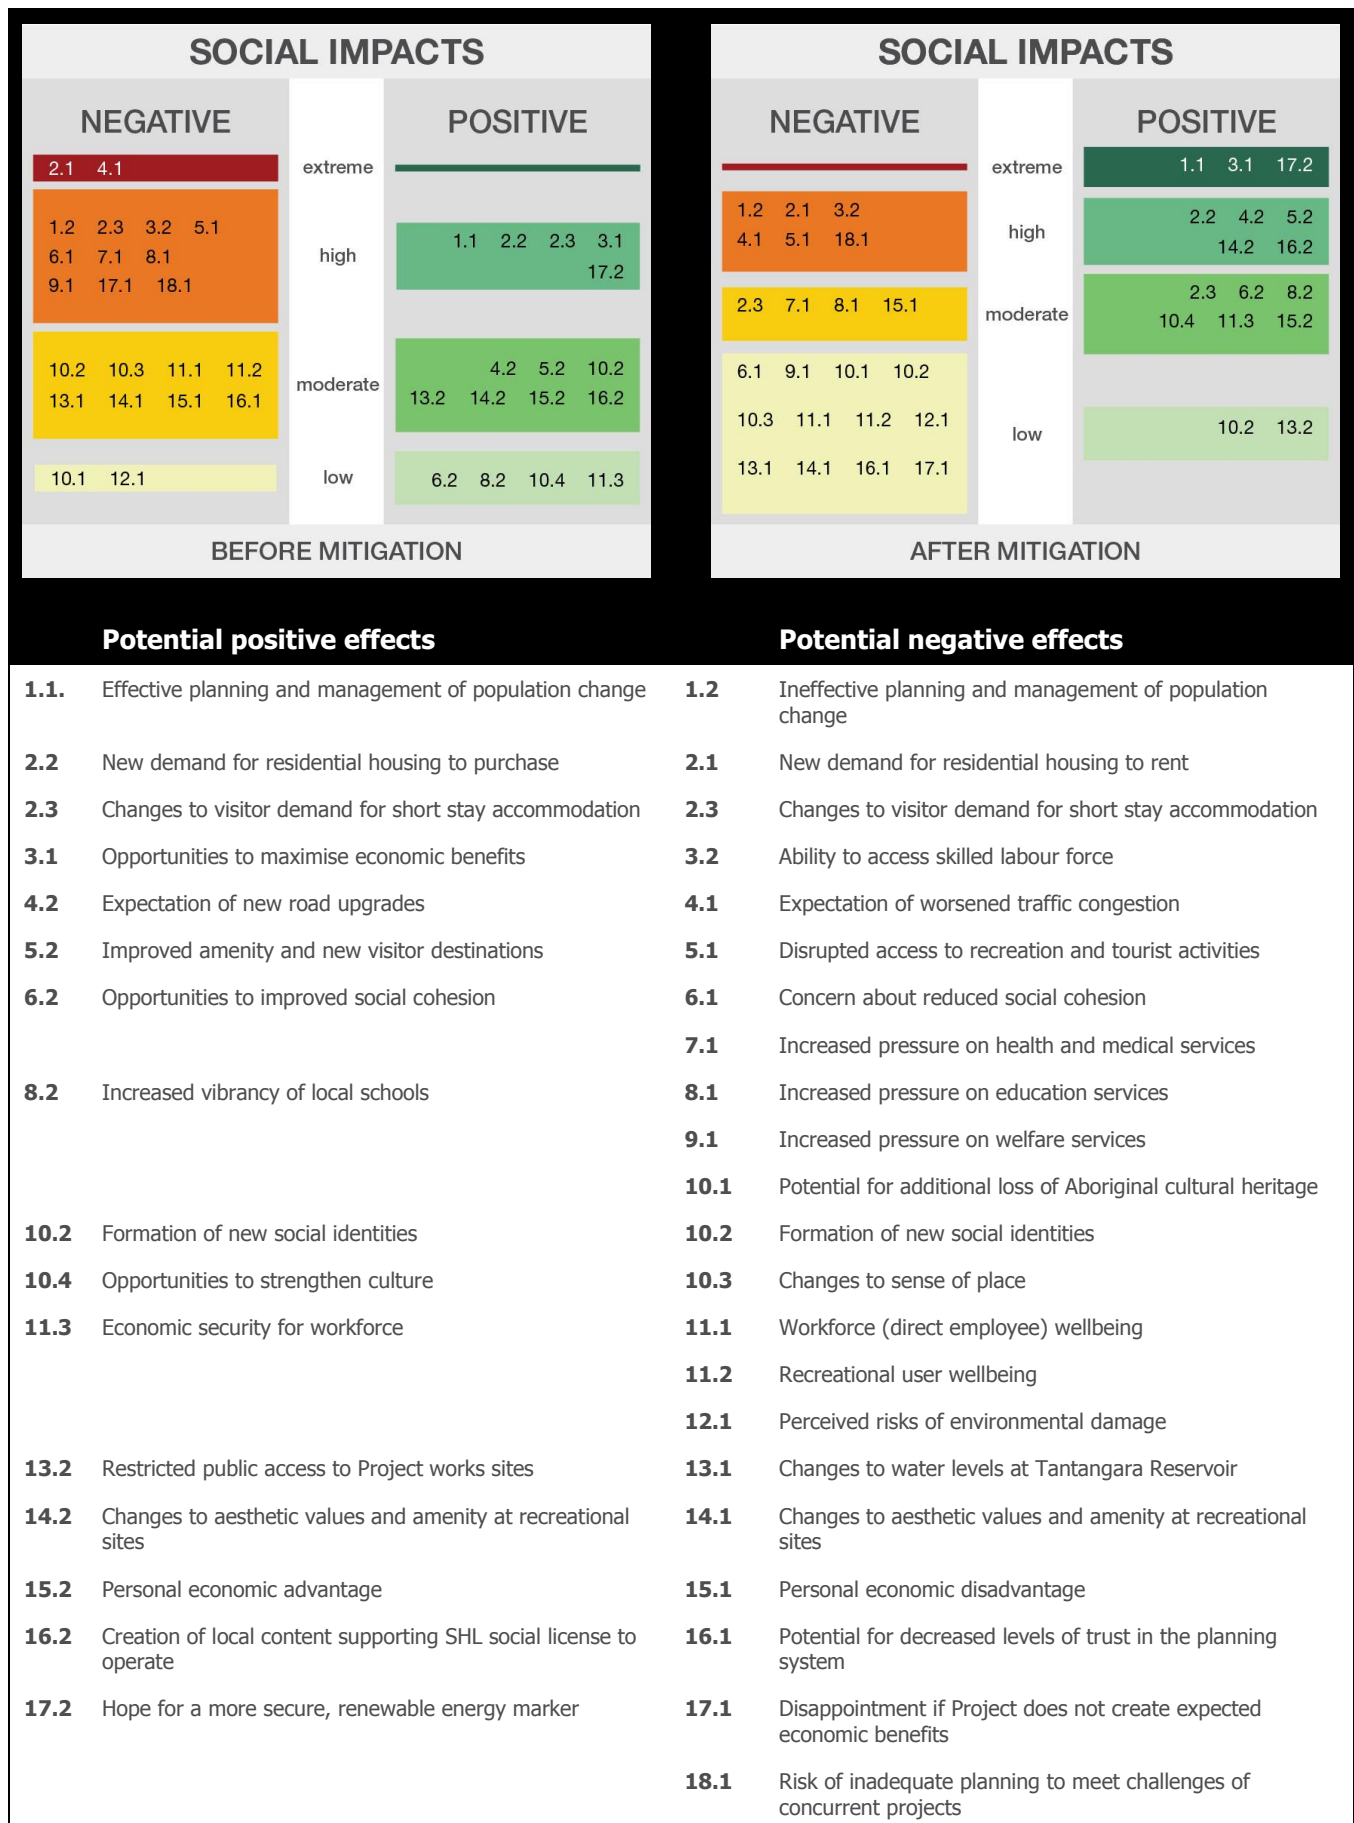 SOCIAL IMPACTS
NEGATIVE
POSITIVE
2.1 4.1
extreme
1.2 2.3 3.2 5.1
6.1 7.1 8.1
9.1 17.1 18.1
high
1.1 2.2 2.3 3.1
17.2
10.2 10.3 11.1 11.2
13.1 14.1 15.1 16.1
moderate
4.2 5.2 10.2
13.2 14.2 15.2 16.2
10.1 12.1
low
6.2 8.2 10.4 11.3
BEFORE MITIGATION
SOCIAL IMPACTS
NEGATIVE
POSITIVE
extreme
1.1 3.1 17.2
1.2 2.1 3.2
4.1 5.1 18.1
high
2.2 4.2 5.2
14.2 16.2
2.3 7.1 8.1 15.1
moderate
2.3 6.2 8.2
10.4 11.3 15.2
6.1 9.1 10.1 10.2
10.3 11.1 11.2 12.1
13.1 14.1 16.1 17.1
low
10.2 13.2
AFTER MITIGATION
Potential positive effects
Potential negative effects
1.1. Effective planning and management of population change
1.2 Ineffective planning and management of population
change
2.2 New demand for residential housing to purchase
2.1 New demand for residential housing to rent
2.3 Changes to visitor demand for short stay accommodation
2.3 Changes to visitor demand for short stay accommodation
3.1 Opportunities to maximise economic benefits
3.2 Ability to access skilled labour force
4.2 Expectation of new road upgrades
4.1 Expectation of worsened traffic congestion
5.2 Improved amenity and new visitor destinations
5.1 Disrupted access to recreation and tourist activities
6.2 Opportunities to improved social cohesion
6.1 Concern about reduced social cohesion
7.1 Increased pressure on health and medical services
8.2 Increased vibrancy of local schools
8.1 Increased pressure on education services
9.1 Increased pressure on welfare services
10.1 Potential for additional loss of Aboriginal cultural heritage
10.2 Formation of new social identities
10.2 Formation of new social identities
10.4 Opportunities to strengthen culture
10.3 Changes to sense of place
11.3 Economic security for workforce
11.1 Workforce (direct employee) wellbeing
11.2 Recreational user wellbeing
12.1 Perceived risks of environmental damage
13.2 Restricted public access to Project works sites
13.1 Changes to water levels at Tantangara Reservoir
14.2 Changes to aesthetic values and amenity at recreational
sites
14.1 Changes to aesthetic values and amenity at recreational
sites
15.2 Personal economic advantage
15.1 Personal economic disadvantage
16.2 Creation of local content supporting SHL social license to
operate
16.1 Potential for decreased levels of trust in the planning
system
17.2 Hope for a more secure, renewable energy marker
17.1 Disappointment if Project does not create expected
economic benefits
18.1 Risk of inadequate planning to meet challenges of
concurrent projects